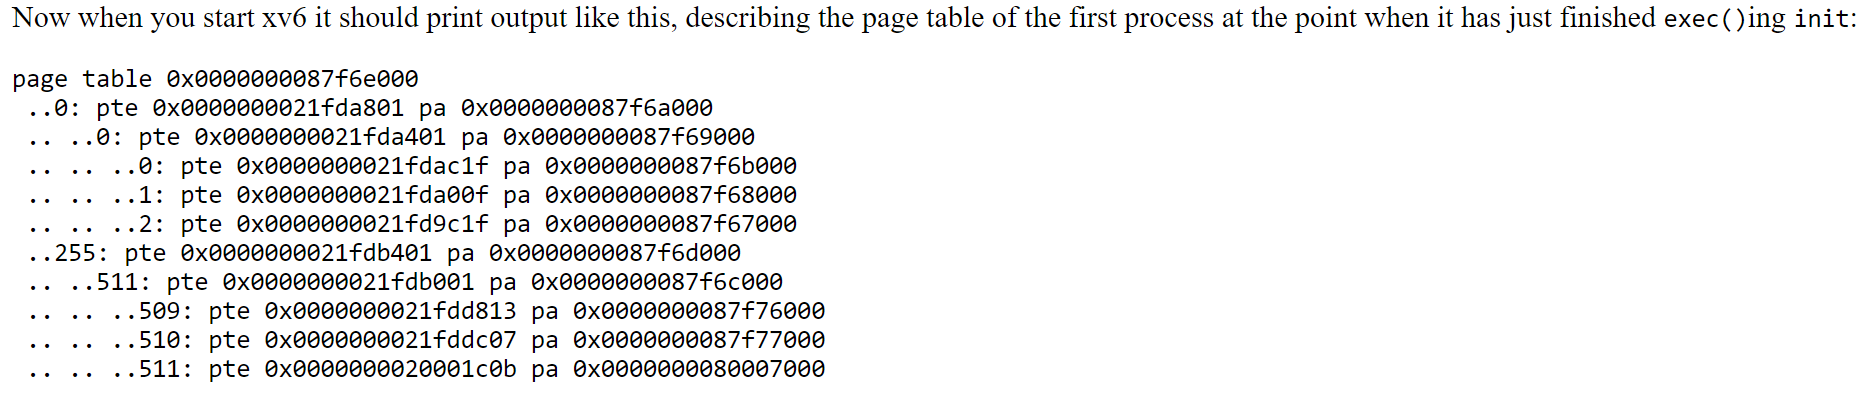 Now when you start xv6 it should print output like this, describing the page table of the first process at the point when it has just finished exec()ing init:
page table 0x0000000087f6e000
 ..0: pte 0x0000000021fda801 pa 0x0000000087f6a000
 .. ..0: pte 0x0000000021fda401 pa 0x0000000087f69000
 .. .. ..0: pte 0x0000000021fdac1f pa 0x0000000087f6b000
 .. .. ..1: pte 0x0000000021fda00f pa 0x0000000087f68000
 .. .. ..2: pte 0x0000000021fd9c1f pa 0x0000000087f67000
 ..255: pte 0x0000000021fdb401 pa 0x0000000087f6d000
 .. ..511: pte 0x0000000021fdb001 pa 0x0000000087f6c000
 .. .. ..509: pte 0x0000000021fdd813 pa 0x0000000087f76000
 .. .. ..510: pte 0x0000000021fddc07 pa 0x0000000087f77000
 .. .. ..511: pte 0x0000000020001c0b pa 0x0000000080007000